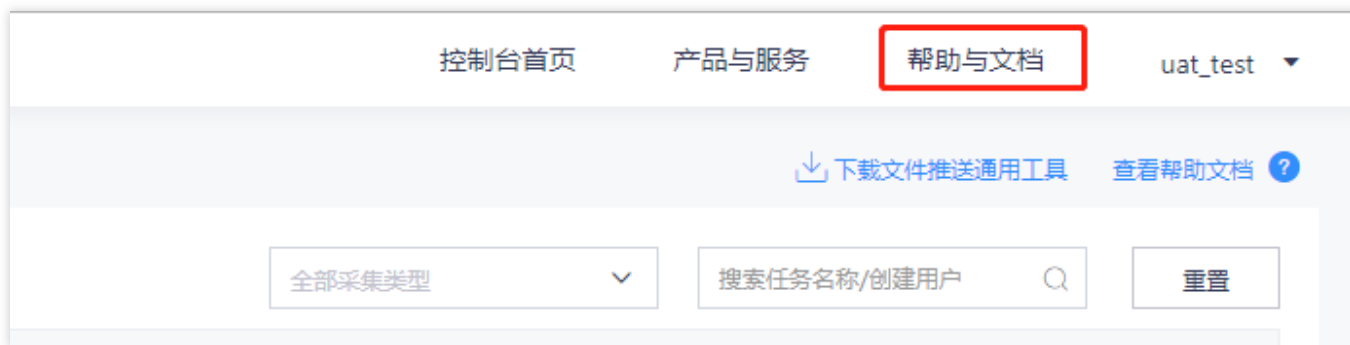 控制台首页 产品与服务 帮助与文档 uat_test
下载文件推送通用工具 查看帮助文档 ?
全部采集类型 搜索任务名称/创建用户 重置